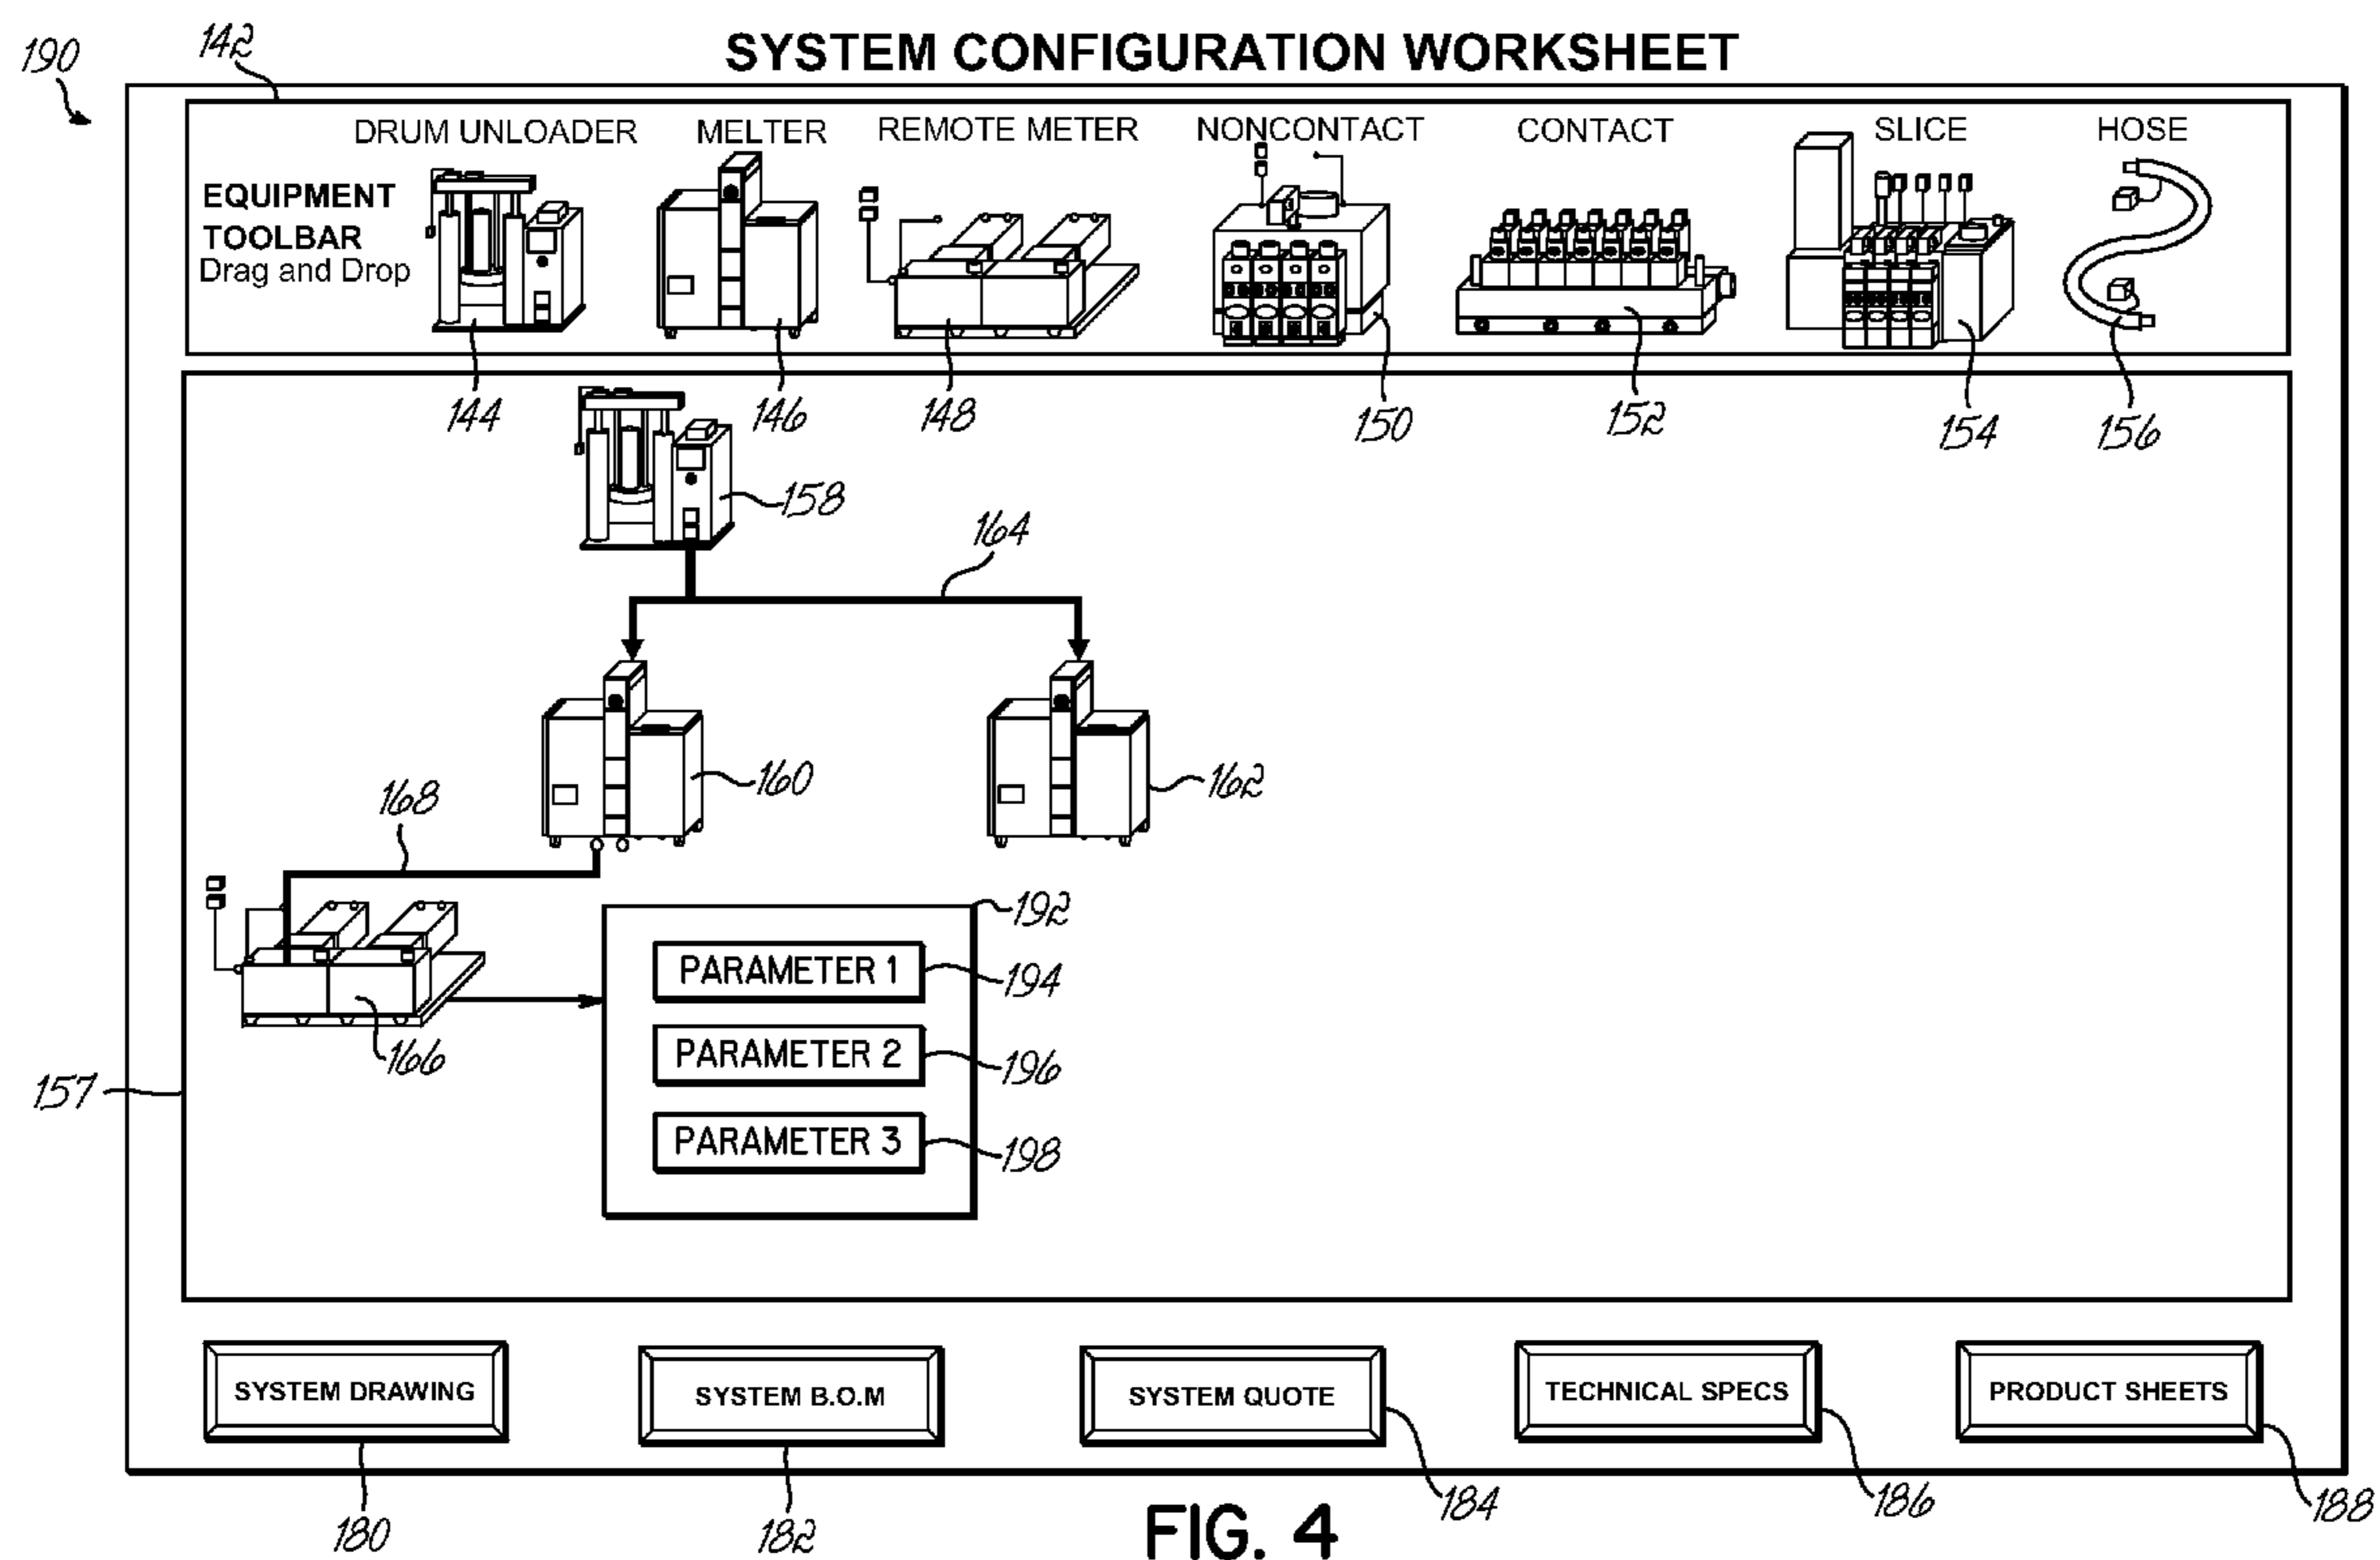 SYSTEM CONFIGURATION WORKSHEET
190
142
DRUM UNLOADER MELTER REMOTE METER NONCONTACT CONTACT SLICE HOSE
EQUIPMENT
TOOLBAR
Drag and Drop
144 146 148 150 152 154 156
158
164
160 162
168
192
PARAMETER 1 194
166
PARAMETER 2 196
157
PARAMETER 3 198
SYSTEM DRAWING SYSTEM B.O.M SYSTEM QUOTE TECHNICAL SPECS PRODUCT SHEETS
180 182 184 186 188
FIG. 4